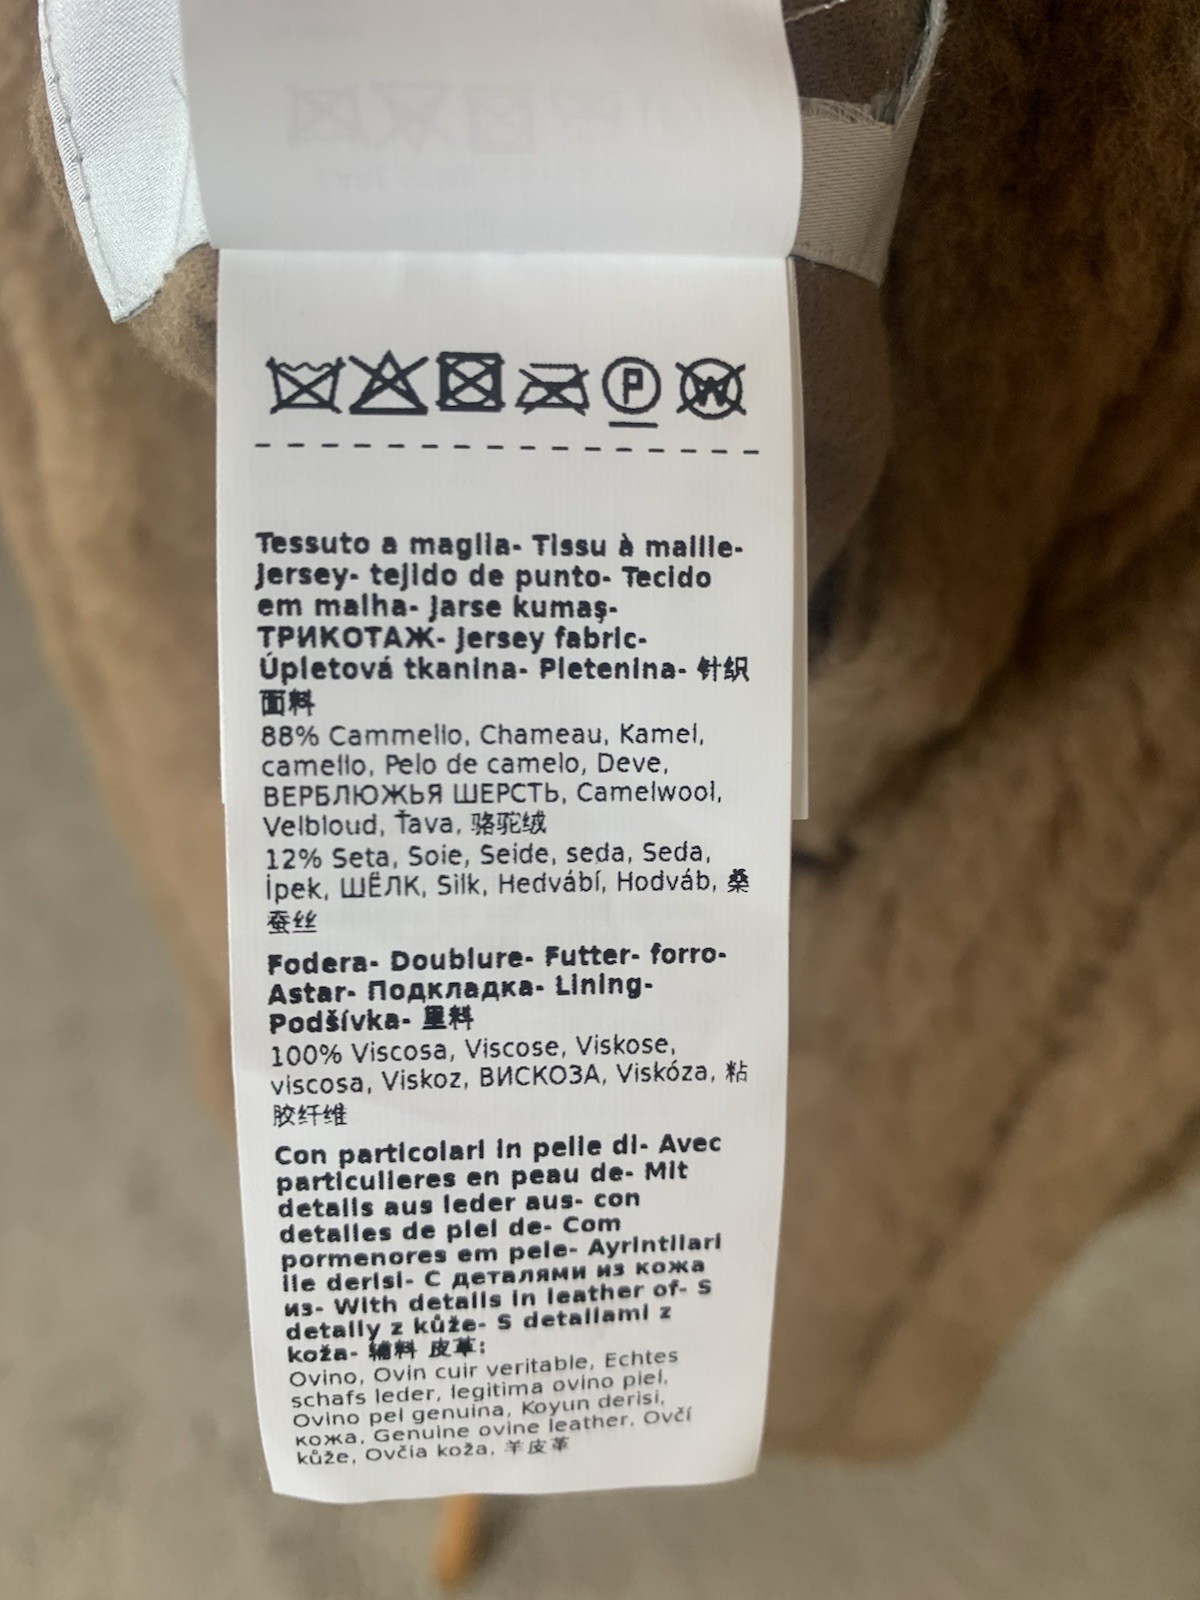 P W
Tessuto a maglia- Tissu à maille-
Jersey- tejido de punto- Tecido
em malha- Jarse kumaş-
ТРИКОТАЖ- Jersey fabric-
Úpletová tkanina- Pletenina- 针织
面料
88% Cammello, Chameau, Kamel,
camello, Pelo de camelo, Deve,
ВЕРБЛЮЖЬЯ ШЕРСТЬ, Camelwool,
Velbloud, Ťava, 骆驼绒
12% Seta, Soie, Seide, seda, Seda,
İpek, ШЁЛК, Silk, Hedvábí, Hodváb, 桑
蚕丝
Fodera- Doublure- Futter- forro-
Astar- Подкладка- Lining-
Podšívka- 里料
100% Viscosa, Viscose, Viskose,
viscosa, Viskoz, ВИСКОЗА, Viskóza, 粘
胶纤维
Con particolari in pelle di- Avec
particulieres en peau de- Mit
details aus leder aus- con
detalles de piel de- Com
pormenores em pele- Ayrintilari
ile derisi- С деталями из кожа
из- With details in leather of- S
detaily z kůže- S detailami z
koža- 辅料 皮革:
Ovino, Ovin cuir veritable, Echtes
schafs leder, legitima ovino piel,
Ovino pel genuina, Koyun derisi,
кожа, Genuine ovine leather, Ovčí
kůže, Ovčia koža, 羊皮革